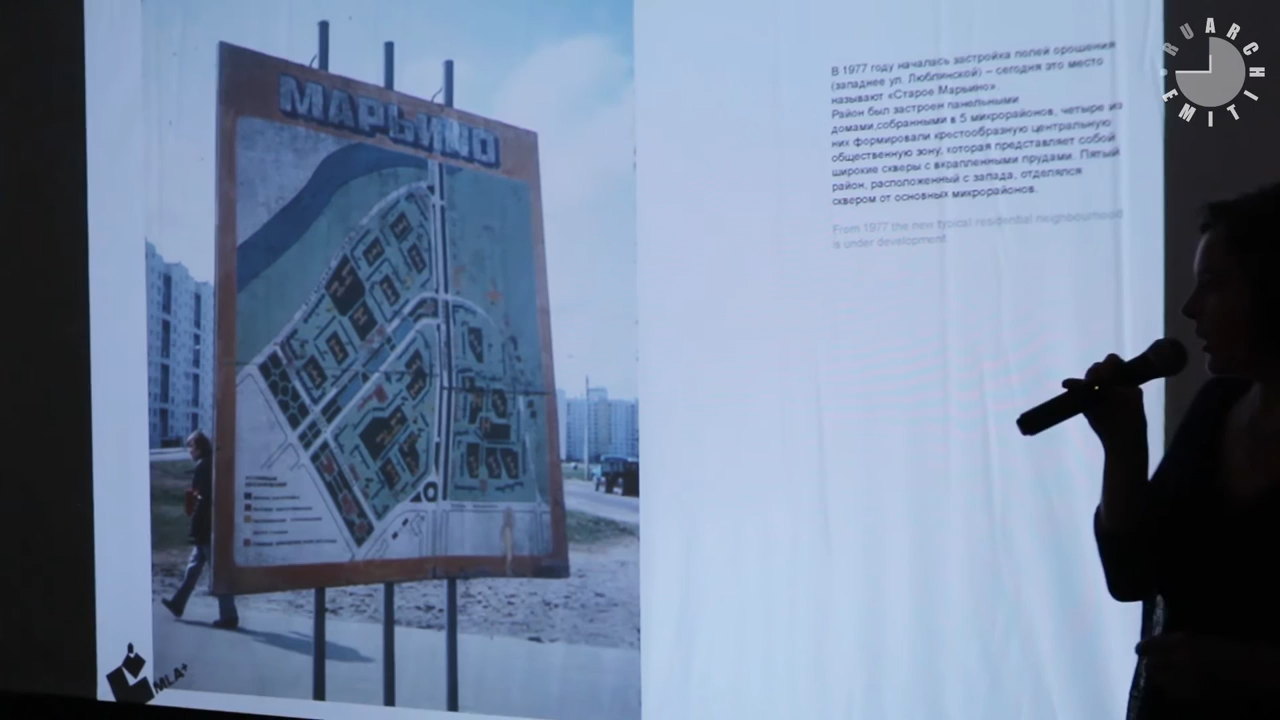 МАРЬИНО
В 1977 году началась застройка полей орошения
(западнее ул. Люблинской) – сегодня это место
называют «Старое Марьино».
Район был застроен панельными
домами,собранными в 5 микрорайонов, четыре из
них формировали крестообразную центральную
общественную зону, которая представляет собой
широкие скверы с вкрапленными прудами. Пятый
район, расположенный с запада, отделялся
сквером от основных микрорайонов.
From 1977 the new typical residential neighbourhood
is under development
MLA+
RUARCH
TIME